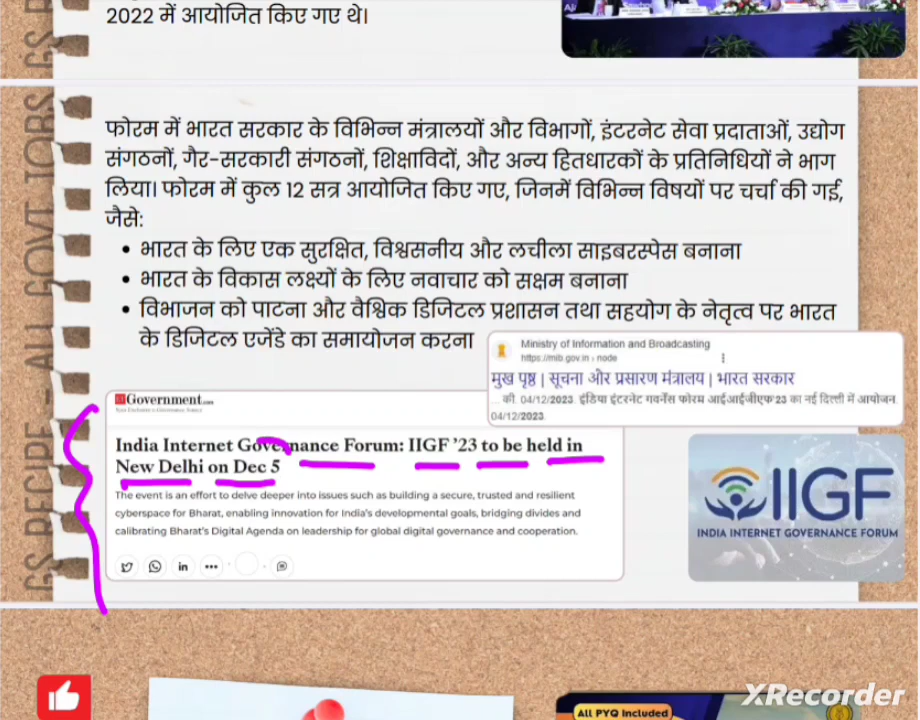 2022 में आयोजित किए गए थे।
फोरम में भारत सरकार के विभिन्न मंत्रालयों और विभागों, इंटरनेट सेवा प्रदाताओं, उद्योग
संगठनों, गैर-सरकारी संगठनों, शिक्षाविदों, और अन्य हितधारकों के प्रतिनिधियों ने भाग
लिया। फोरम में कुल 12 सत्र आयोजित किए गए, जिनमें विभिन्न विषयों पर चर्चा की गई,
जैसे:
• भारत के लिए एक सुरक्षित, विश्वसनीय और लचीला साइबरस्पेस बनाना
• भारत के विकास लक्ष्यों के लिए नवाचार को सक्षम बनाना
• विभाजन को पाटना और वैश्विक डिजिटल प्रशासन तथा सहयोग के नेतृत्व पर भारत
के डिजिटल एजेंडे का समायोजन करना
Ministry of Information and Broadcasting
https://mib.gov.in › node
मुख पृष्ठ | सूचना और प्रसारण मंत्रालय | भारत सरकार
... की. 04/12/2023. इंडिया इंटरनेट गवर्नेंस फोरम आईआईजीएफ'23 का नई दिल्ली में आयोजन.
04/12/2023.
Government.com
India Internet Governance Forum: IIGF ’23 to be held in
New Delhi on Dec 5
The event is an effort to delve deeper into issues such as building a secure, trusted and resilient
cyberspace for Bharat, enabling innovation for India's developmental goals, bridging divides and
calibrating Bharat's Digital Agenda on leadership for global digital governance and cooperation.
IIGF
INDIA INTERNET GOVERNANCE FORUM
GS RECIPE - ALL GOVT JOBS GS
All PYQ Included
XRecorder